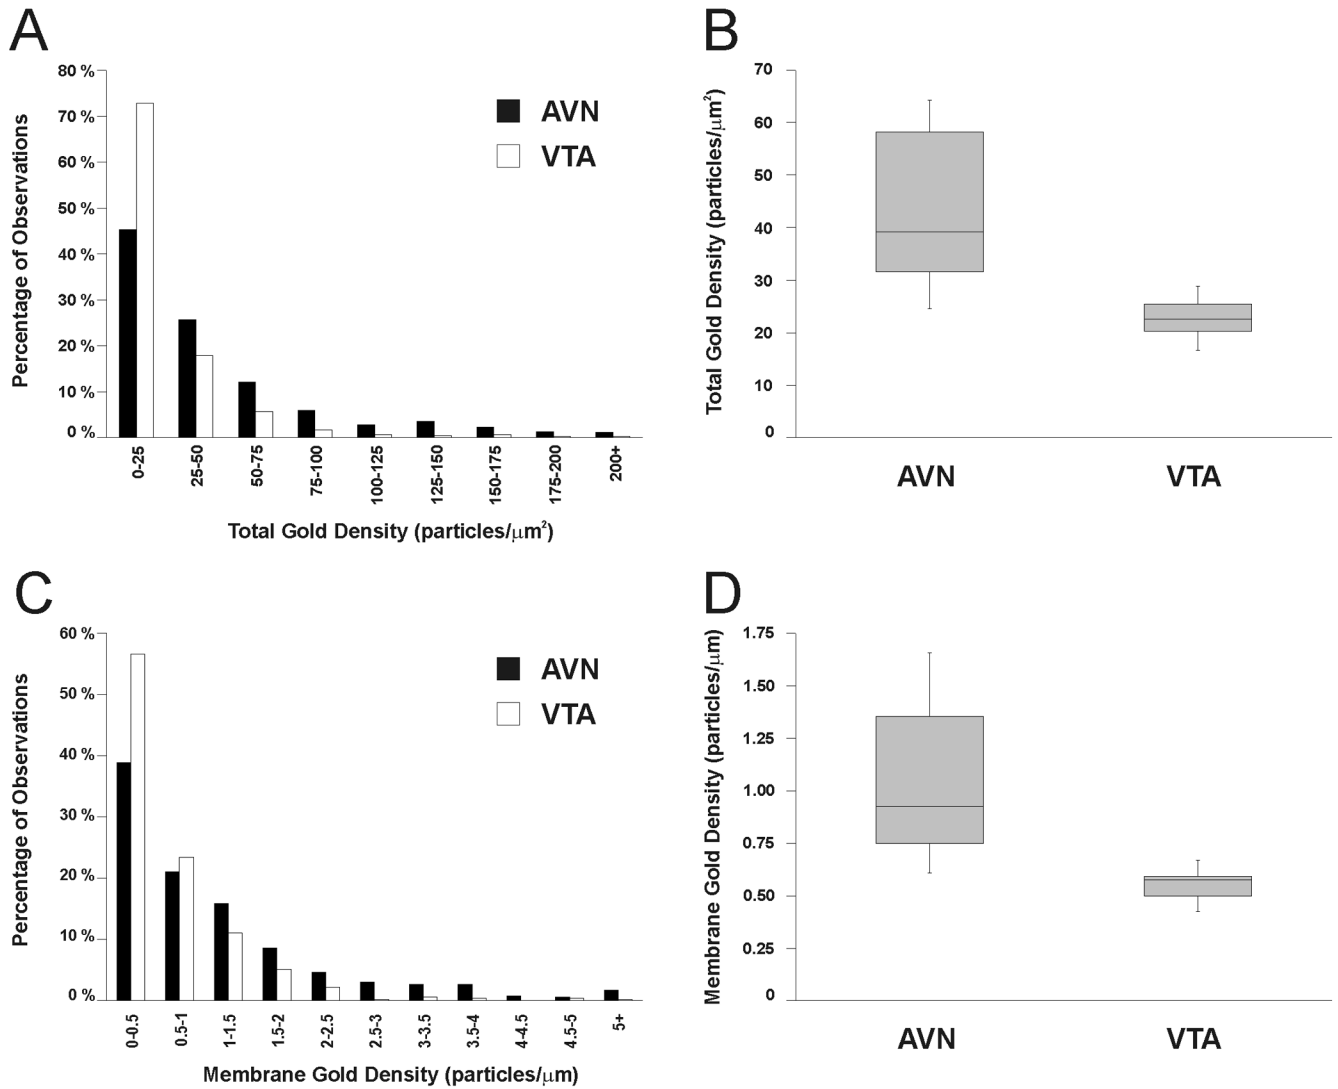 A
80 %
70 %
60 %
50 %
40 %
30 %
20 %
10 %
0 %
Percentage of Observations
AVN
VTA
0-25
25-50
50-75
75-100
100-125
125-150
150-175
175-200
200+
Total Gold Density (particles/μm²)
B
70
60
50
40
30
20
10
0
Total Gold Density (particles/μm²)
AVN
VTA
C
60 %
50 %
40 %
30 %
20 %
10 %
0 %
Percentage of Observations
AVN
VTA
0-0.5
0.5-1
1-1.5
1.5-2
2-2.5
2.5-3
3-3.5
3.5-4
4-4.5
4.5-5
5+
Membrane Gold Density (particles/μm)
D
1.75
1.50
1.25
1.00
0.75
0.50
0.25
0
Membrane Gold Density (particles/μm)
AVN
VTA